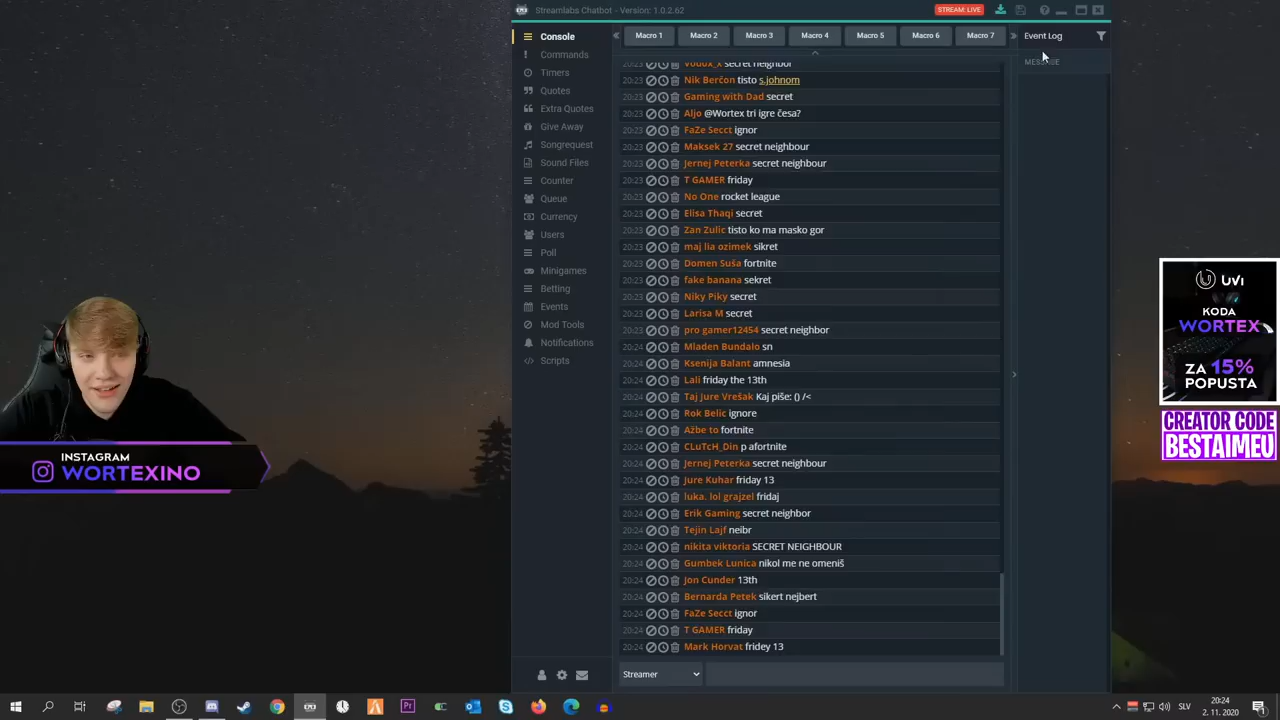 Streamlabs Chatbot - Version: 1.0.2.62
STREAM: LIVE
Console
Commands
Timers
Quotes
Extra Quotes
Give Away
Songrequest
Sound Files
Counter
Queue
Currency
Users
Poll
Minigames
Betting
Events
Mod Tools
Notifications
Scripts
Macro 1
Macro 2
Macro 3
Macro 4
Macro 5
Macro 6
Macro 7
Event Log
MESSAGE
20:23 Vodux_x secret neighbor
20:23 Nik Berčon tisto s.johnom
20:23 Gaming with Dad secret
20:23 Aljo @Wortex tri igre česa?
20:23 FaZe Secct ignor
20:23 Maksek 27 secret neighbour
20:23 Jernej Peterka secret neighbour
20:23 T GAMER friday
20:23 No One rocket league
20:23 Elisa Thaqi secret
20:23 Zan Zulic tisto ko ma masko gor
20:23 maj lia ozimek sikret
20:23 Domen Suša fortnite
20:23 fake banana sekret
20:23 Niky Piky secret
20:23 Larisa M secret
20:23 pro gamer12454 secret neighbor
20:24 Mladen Bundalo sn
20:24 Ksenija Balant amnesia
20:24 Lali friday the 13th
20:24 Taj Jure Vrešak Kaj piše: () /<
20:24 Rok Belic ignore
20:24 Ažbe to fortnite
20:24 CLuTcH_Din p afortnite
20:24 Jernej Peterka secret neighbour
20:24 Jure Kuhar friday 13
20:24 luka. lol grajzel fridaj
20:24 Erik Gaming secret neighbor
20:24 Tejin Lajf neibr
20:24 nikita viktoria SECRET NEIGHBOUR
20:24 Gumbek Lunica nikol me ne omeniš
20:24 Jon Cunder 13th
20:24 Bernarda Petek sikert nejbert
20:24 FaZe Secct ignor
20:24 T GAMER friday
20:24 Mark Horvat fridey 13
Streamer
INSTAGRAM
WORTEXINO
UVI
KODA
WORTEX
ZA 15%
POPUSTA
CREATOR CODE
BESTAIMEU
SLV
20:24
2. 11. 2020